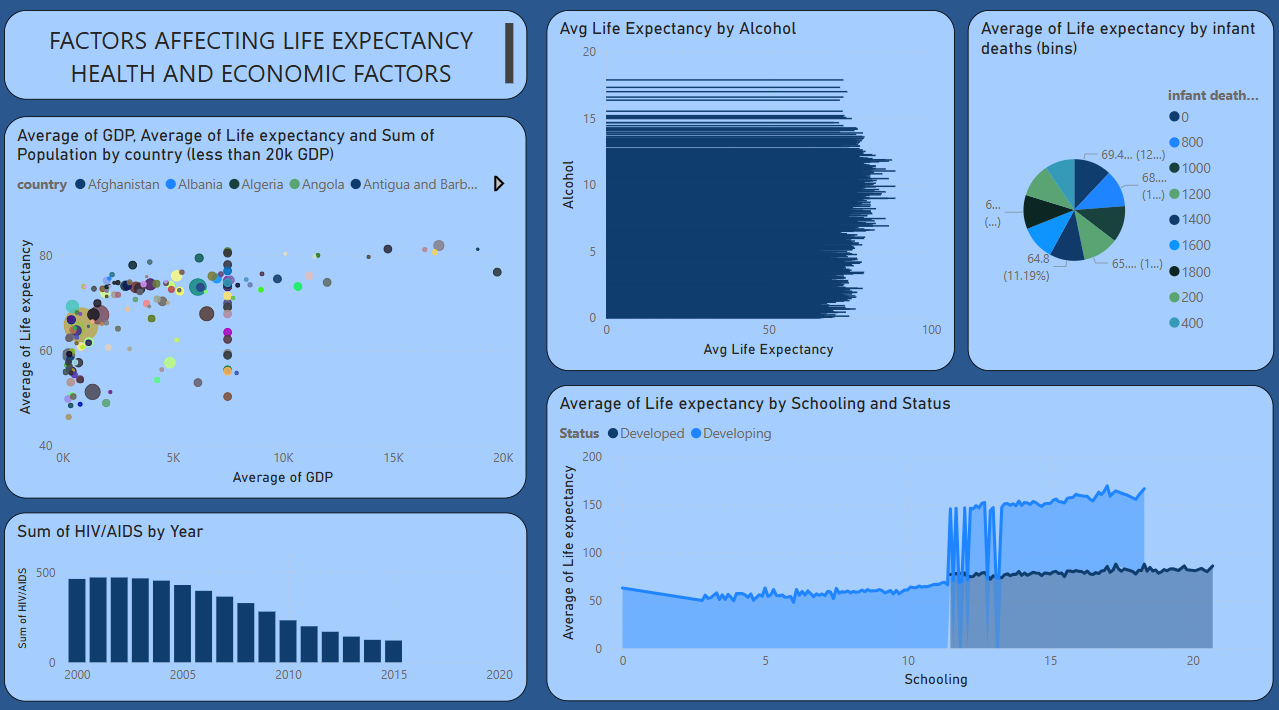 FACTORS AFFECTING LIFE EXPECTANCY
HEALTH AND ECONOMIC FACTORS
Average of GDP, Average of Life expectancy and Sum of
Population by country (less than 20k GDP)
country Afghanistan Albania Algeria Angola Antigua and Barb...
Average of Life expectancy
80
60
40
0K 5K 10K 15K 20K
Average of GDP
Sum of HIV/AIDS by Year
Sum of HIV/AIDS
500
0
2000 2005 2010 2015 2020
Avg Life Expectancy by Alcohol
Alcohol
20
15
10
5
0
0 50 100
Avg Life Expectancy
Average of Life expectancy by infant
deaths (bins)
infant death...
0
800
1000
1200
1400
1600
1800
200
400
69.4... (12...)
68....
(1...)
65.... (1...)
64.8
(11.19%)
6...
(...)
Average of Life expectancy by Schooling and Status
Status Developed Developing
Average of Life expectancy
200
150
100
50
0
0 5 10 15 20
Schooling